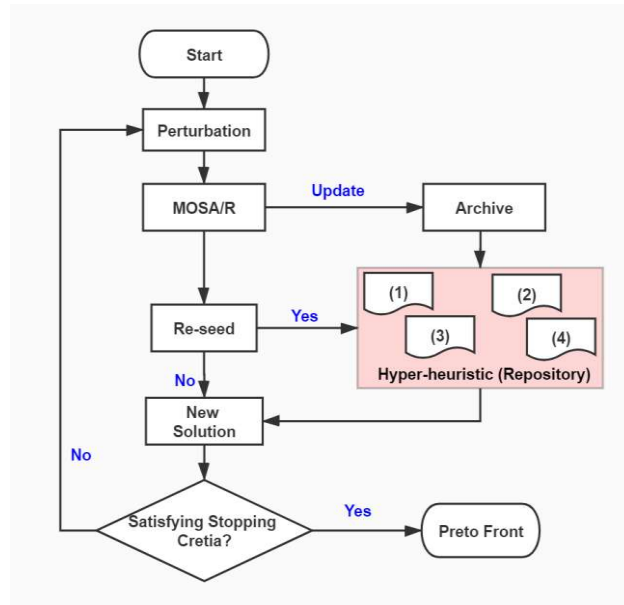 Start
Perturbation
MOSA/R
Update
Archive
(1)
(2)
(3)
(4)
Hyper-heuristic (Repository)
Re-seed
Yes
No
New
Solution
No
Satisfying Stopping
Cretia?
Yes
Preto Front